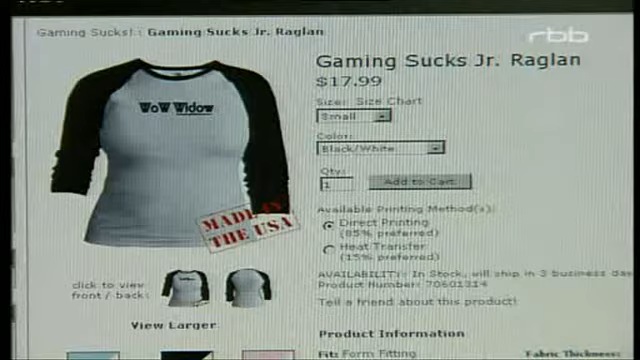 Gaming Sucks! : Gaming Sucks Jr. Raglan
rbb
Gaming Sucks Jr. Raglan
$17.99
Size: Size Chart
Small
Color:
Black/White
Qty:
1
Add to Cart
WoW Widow
MADE IN
THE USA
Available Printing Method(s):
Direct Printing
(85% preferred)
Heat Transfer
(15% preferred)
AVAILABILITY: In Stock, will ship in 3 business da
Product Number: 70601314
Tell a friend about this product!
click to view
front / back:
View Larger
Product Information
Fit: Form Fitting
Fabric Thickness: